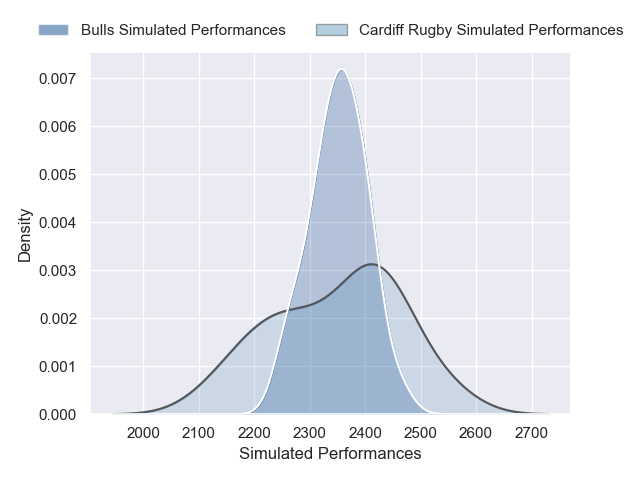 Bulls Simulated Performances
Cardiff Rugby Simulated Performances
0.007
0.006
0.005
0.004
0.003
0.002
0.001
0.000
Density
2000 2100 2200 2300 2400 2500 2600 2700
Simulated Performances